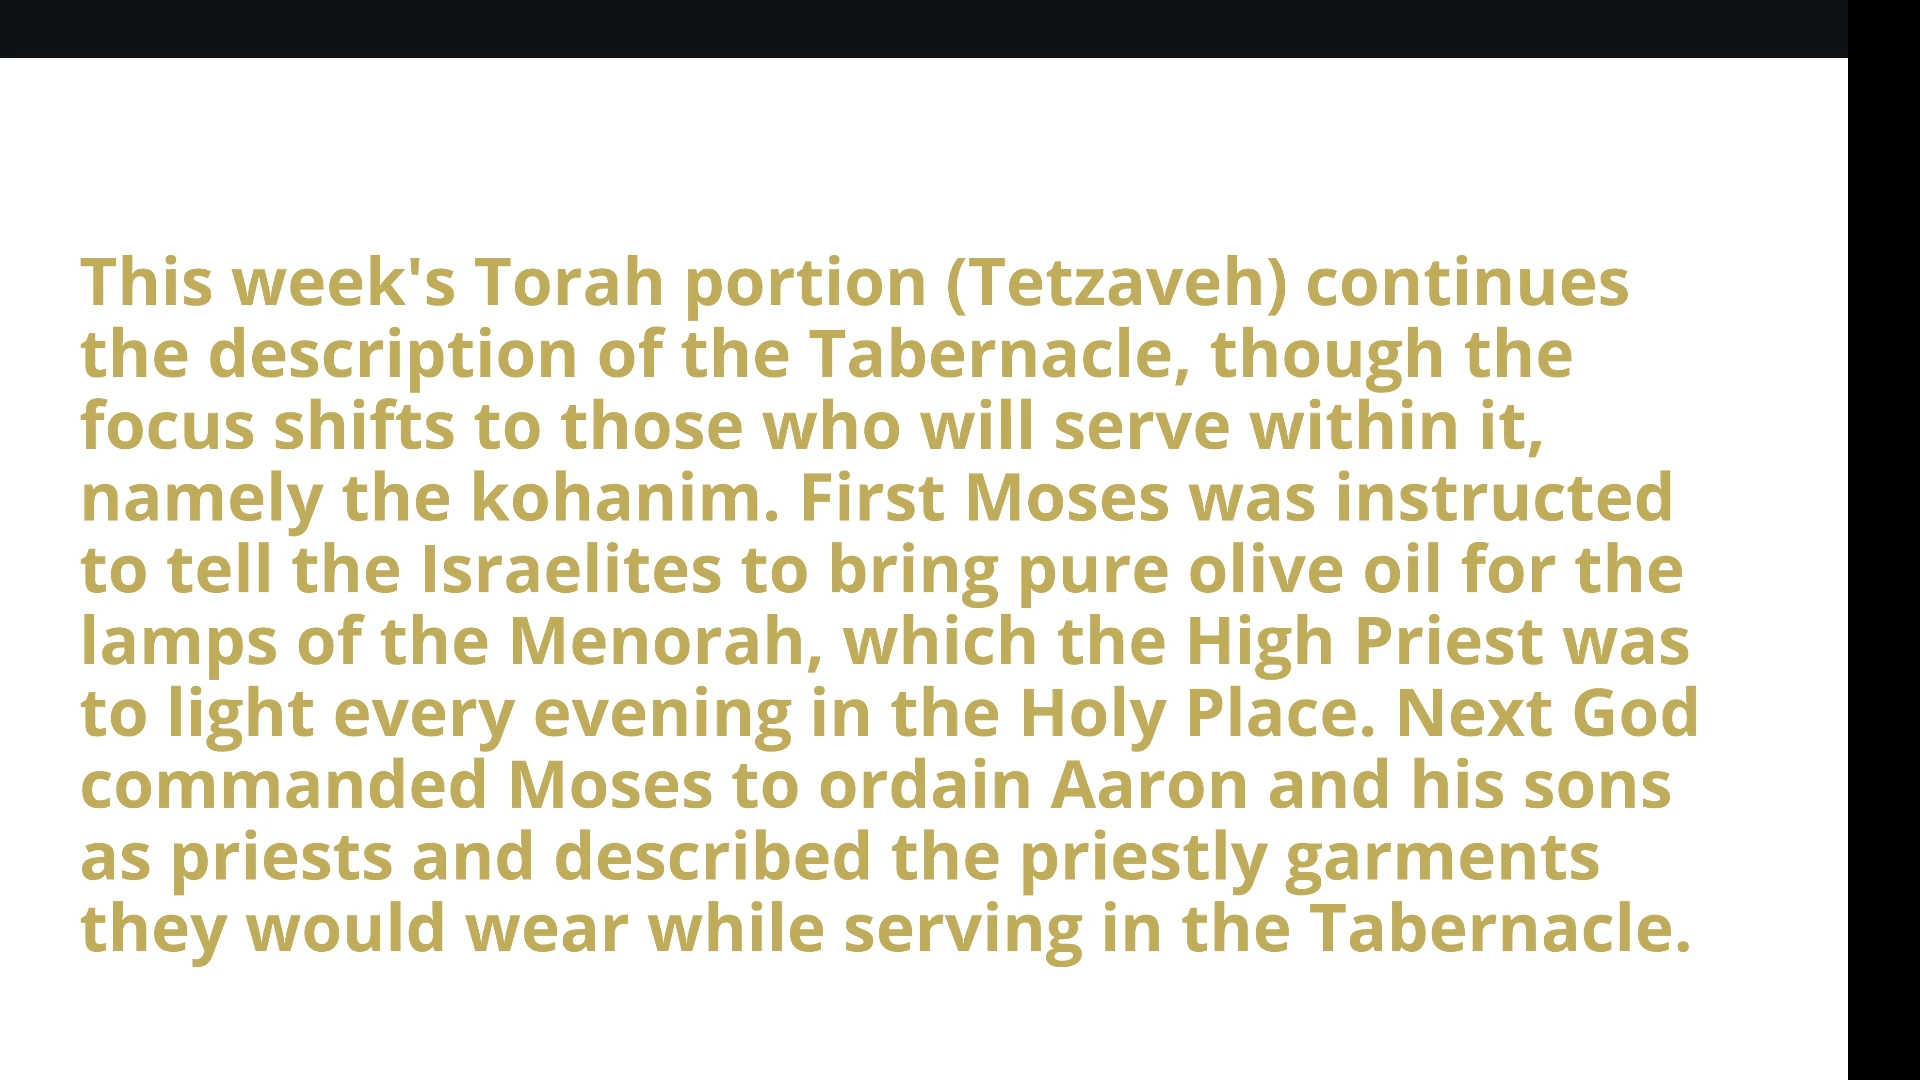 This week's Torah portion (Tetzaveh) continues
the description of the Tabernacle, though the
focus shifts to those who will serve within it,
namely the kohanim. First Moses was instructed
to tell the Israelites to bring pure olive oil for the
lamps of the Menorah, which the High Priest was
to light every evening in the Holy Place. Next God
commanded Moses to ordain Aaron and his sons
as priests and described the priestly garments
they would wear while serving in the Tabernacle.